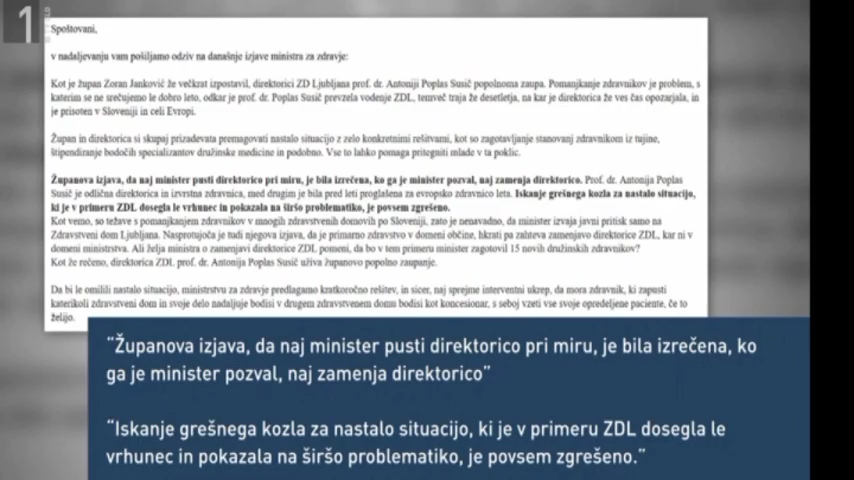 1
Spoštovani,
v nadaljevanju vam pošiljamo odziv na današnje izjave ministra za zdravje:
Kot je župan Zoran Janković že večkrat izpostavil, direktorici ZD Ljubljana prof. dr. Antoniji Poplas Susič popolnoma zaupa. Pomanjkanje zdravnikov je problem, s
katerim se ne srečujemo le dobro leto, odkar je prof. dr. Poplas Susič prevzela vodenje ZDL, temveč traja že desetletja, na kar je direktorica že ves čas opozarjala, in
je prisoten v Sloveniji in celi Evropi.
Župan in direktorica si skupaj prizadevata premagovati nastalo situacijo z zelo konkretnimi rešitvami, kot so zagotavljanje stanovanj zdravnikom iz tujine,
štipendiranje bodočih specializantov družinske medicine in podobno. Vse to lahko pomaga pritegniti mlade v ta poklic.
Županova izjava, da naj minister pusti direktorico pri miru, je bila izrečena, ko ga je minister pozval, naj zamenja direktorico. Prof. dr. Antonija Poplas
Susič je odlična direktorica in izvrstna zdravnica, med drugim je bila pred leti proglašena za evropsko zdravnico leta. Iskanje grešnega kozla za nastalo situacijo,
ki je v primeru ZDL dosegla le vrhunec in pokazala na širšo problematiko, je povsem zgrešeno.
Kot vemo, so težave s pomanjkanjem zdravnikov v mnogih zdravstvenih domovih po Sloveniji, zato je nenavadno, da minister izvaja javni pritisk samo na
Zdravstveni dom Ljubljana. Nasprotujoča je tudi njegova izjava, da je primarno zdravstvo v domeni občine, hkrati pa zahteva zamenjavo direktorice ZDL, kar ni v
domeni ministrstva. Ali želja ministra o zamenjavi direktorice ZDL pomeni, da bo v tem primeru minister zagotovil 15 novih družinskih zdravnikov?
Kot že rečeno, direktorica ZDL prof. dr. Antonija Poplas Susič uživa županovo popolno zaupanje.
Da bi le omilili nastalo situacijo, ministrstvu za zdravje predlagamo kratkoročno rešitev, in sicer, naj sprejme interventni ukrep, da mora zdravnik, ki zapusti
katerikoli zdravstveni dom in svoje delo nadaljuje bodisi v drugem zdravstvenem domu bodisi kot koncesionar, s seboj vzeti vse svoje opredeljene paciente, če to
želijo.
"Županova izjava, da naj minister pusti direktorico pri miru, je bila izrečena, ko
ga je minister pozval, naj zamenja direktorico"
"Iskanje grešnega kozla za nastalo situacijo, ki je v primeru ZDL dosegla le
vrhunec in pokazala na širšo problematiko, je povsem zgrešeno."